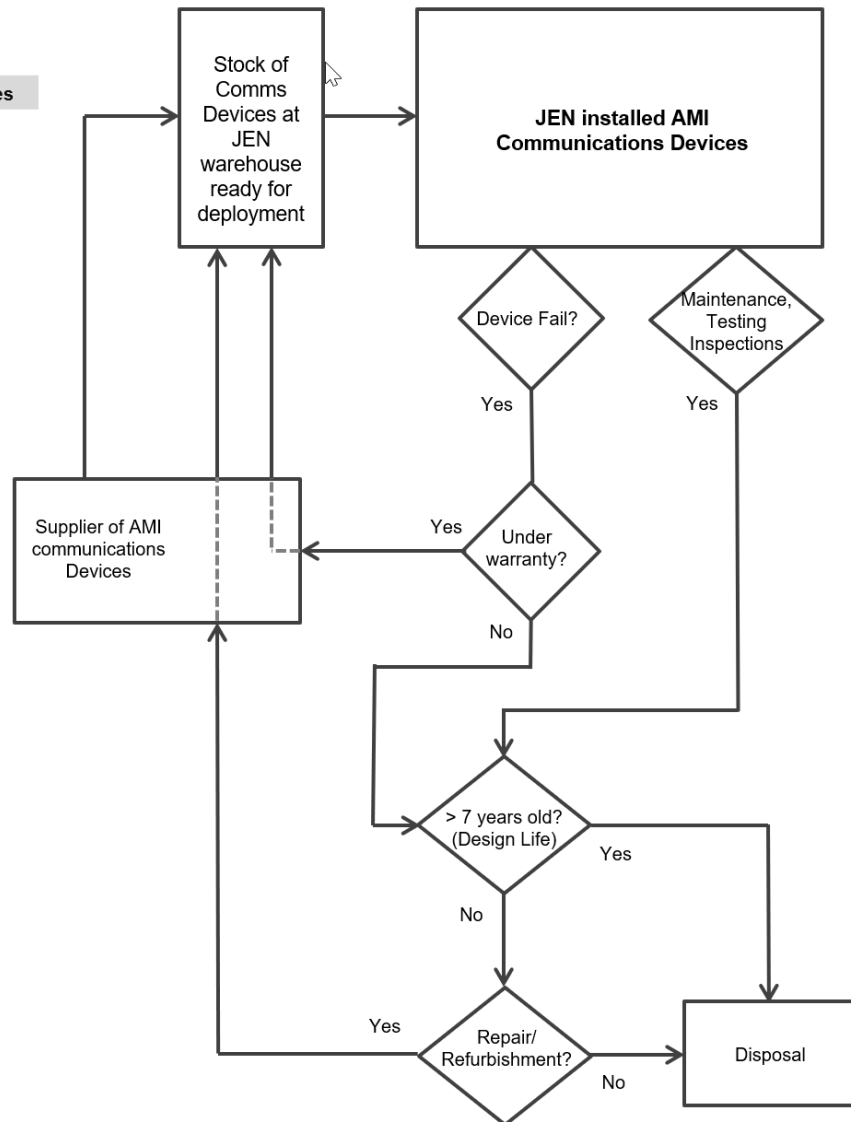 Stock of
Comms
Devices at
JEN
warehouse
ready for
deployment
es
JEN installed AMI
Communications Devices
Device Fail?
Maintenance,
Testing
Inspections
Yes
Yes
Supplier of AMI
communications
Devices
Yes
Under
warranty?
No
> 7 years old?
(Design Life)
Yes
No
Yes
Repair/
Refurbishment?
No
Disposal